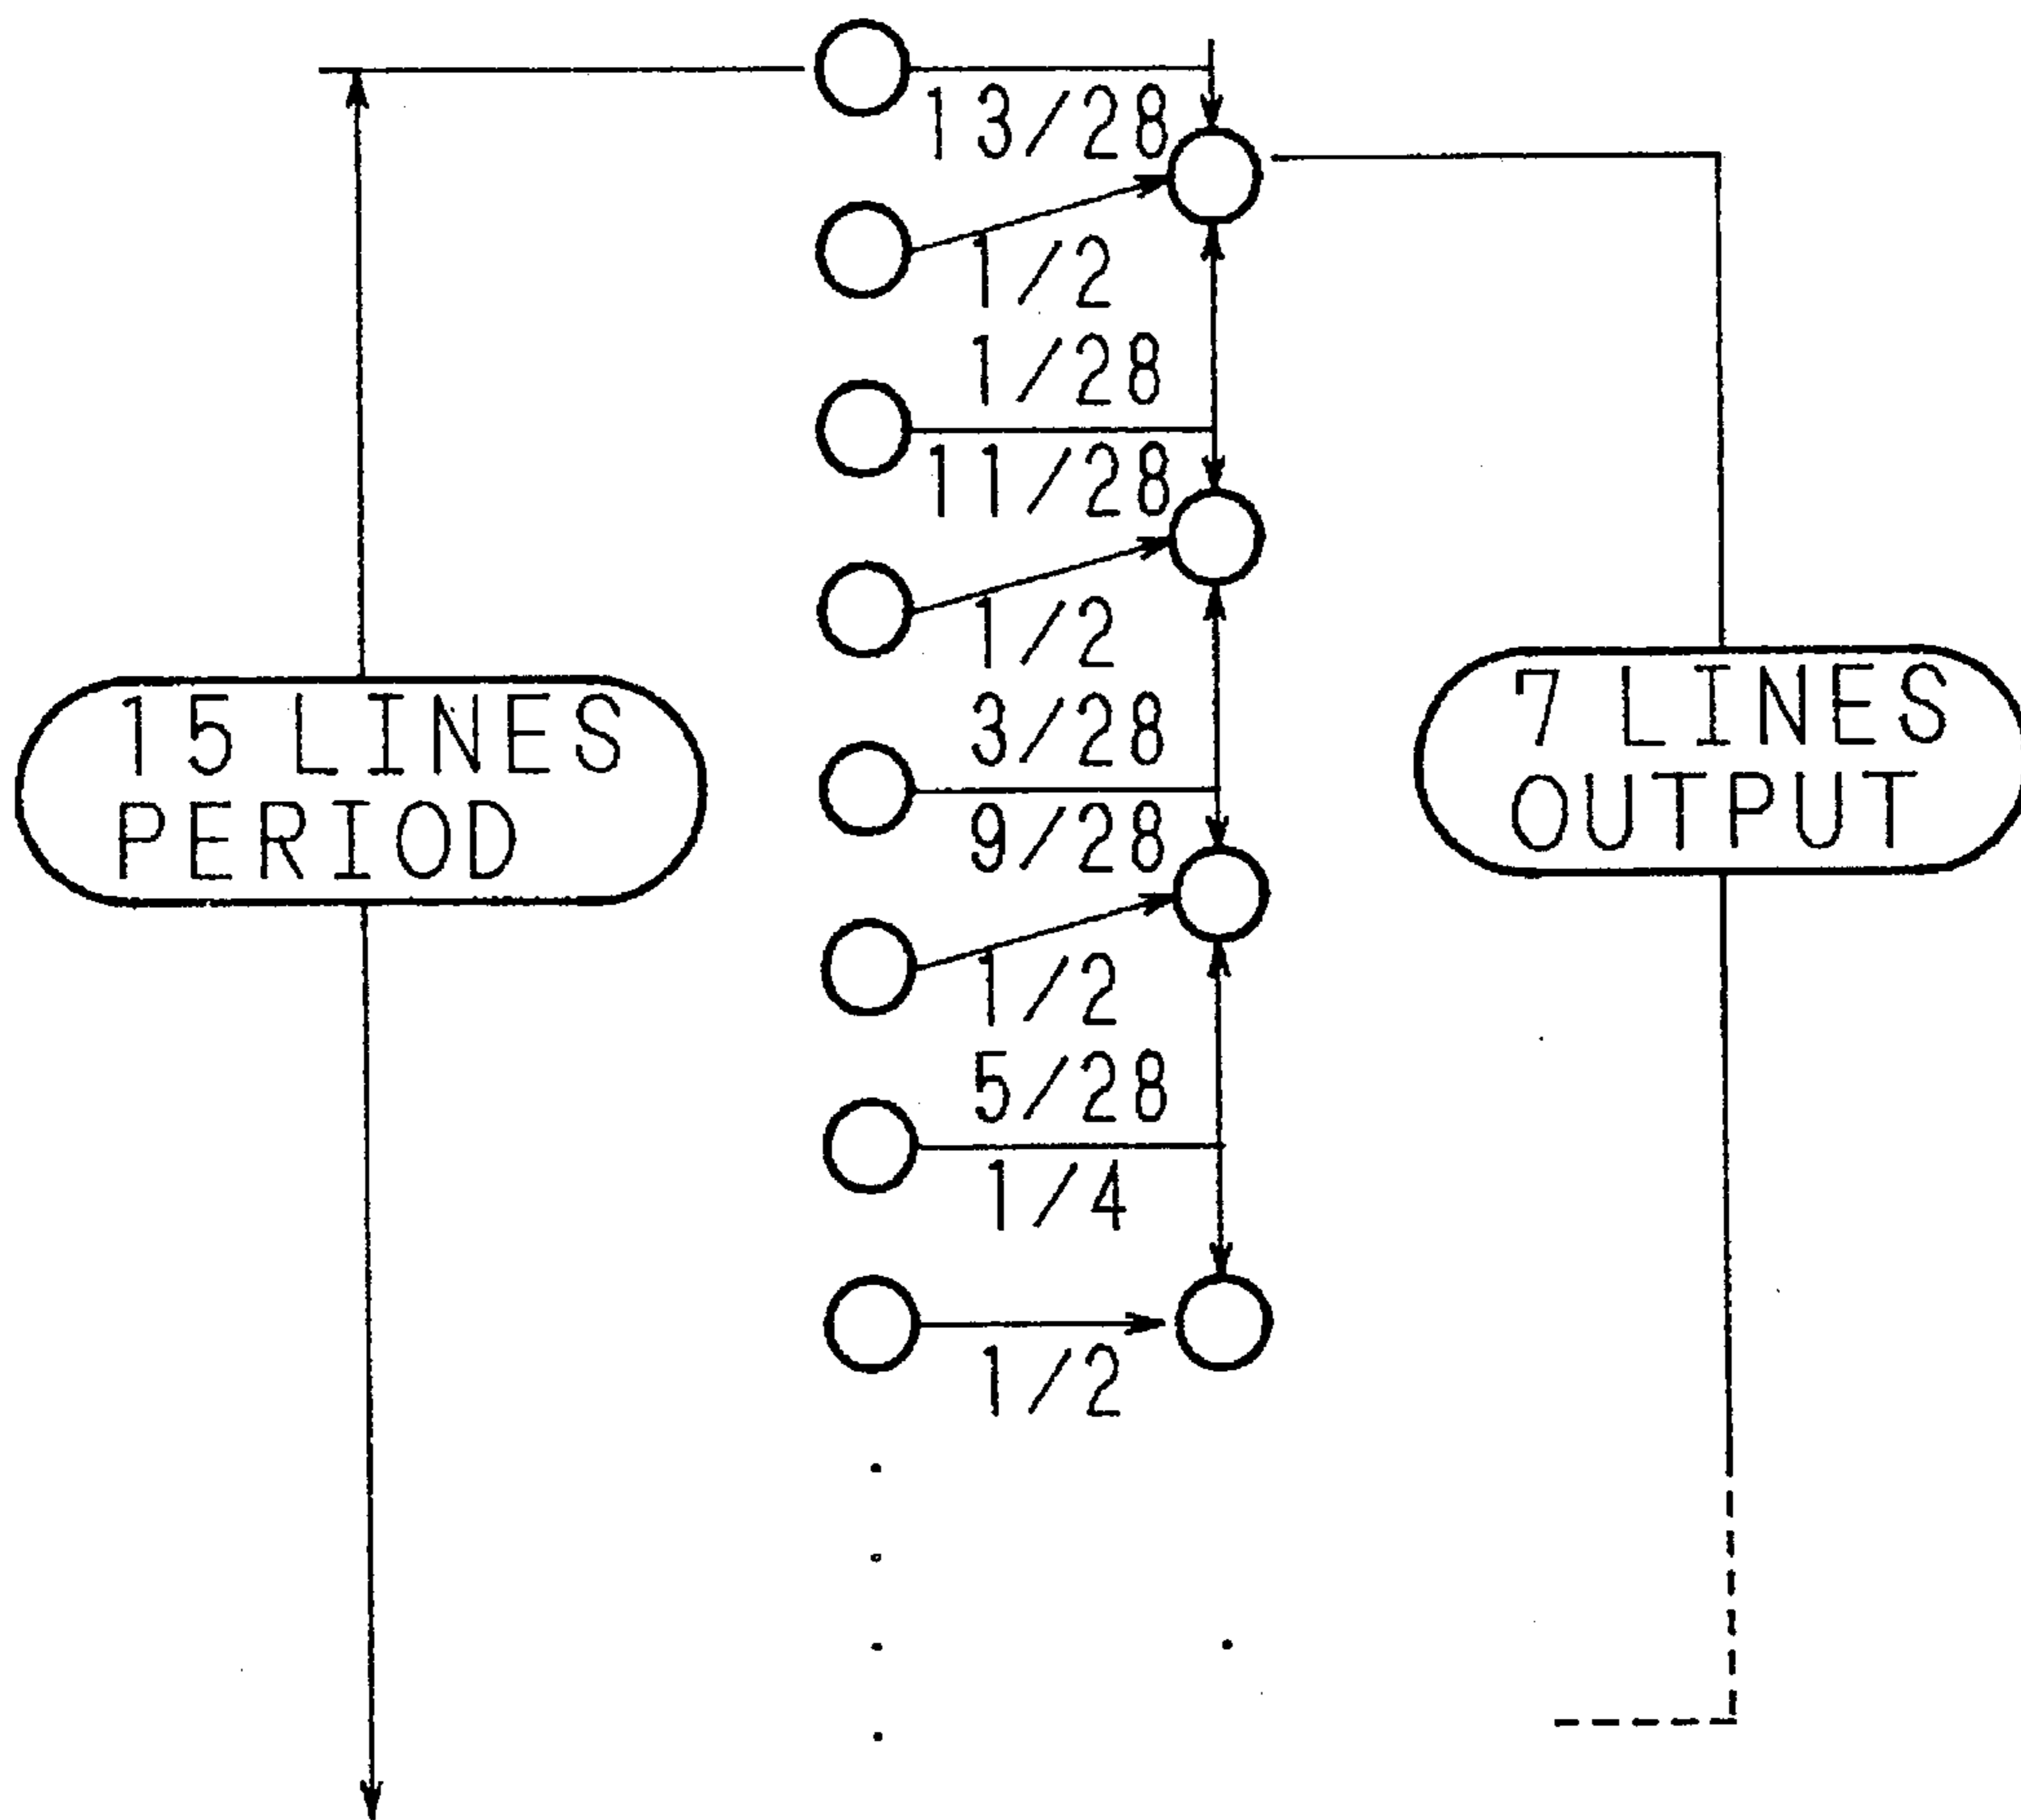 13/28
1/2
1/28
11/28
1/2
3/28
9/28
1/2
5/28
1/4
1/2
15 LINES
PERIOD
7 LINES
OUTPUT